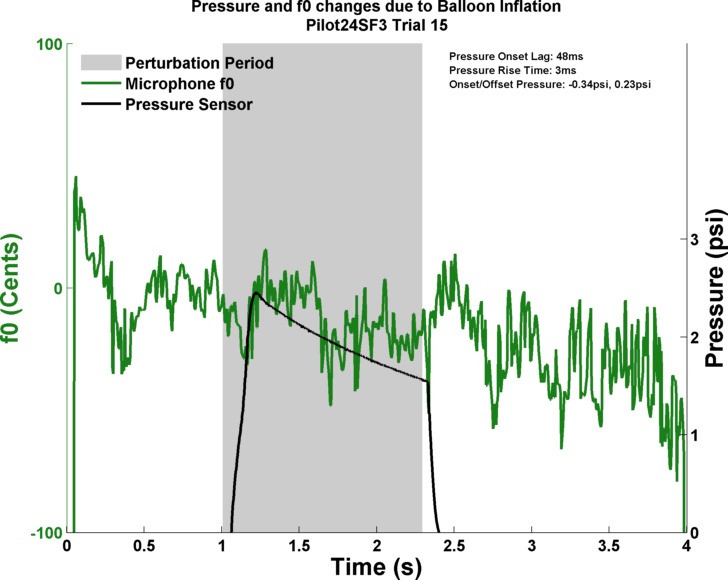 Pressure and f0 changes due to Balloon Inflation
Pilot24SF3 Trial 15
100
Perturbation Period
Microphone f0
Pressure Sensor
Pressure Onset Lag: 48ms
Pressure Rise Time: 3ms
Onset/Offset Pressure: -0.34psi, 0.23psi
50
0
-50
-100
f0 (Cents)
3
2
1
0
Pressure (psi)
0 0.5 1 1.5 2 2.5 3 3.5 4
Time (s)